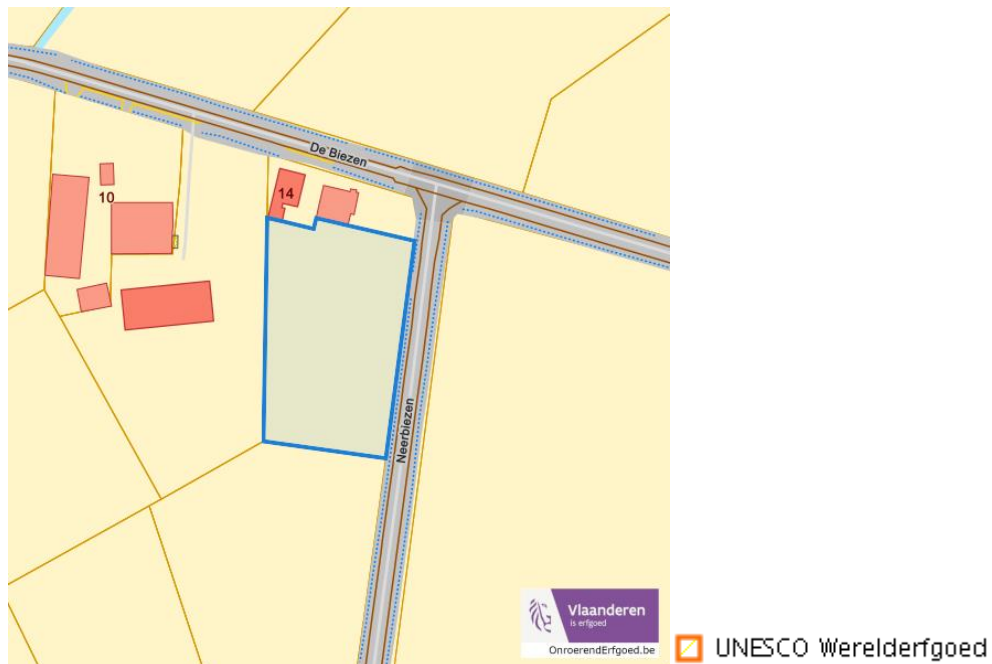 De Biezen
14
10
Neerbiezen
Vlaanderen
is erfgoed
OnroerendErfgoed.be
UNESCO Werelderfgoed